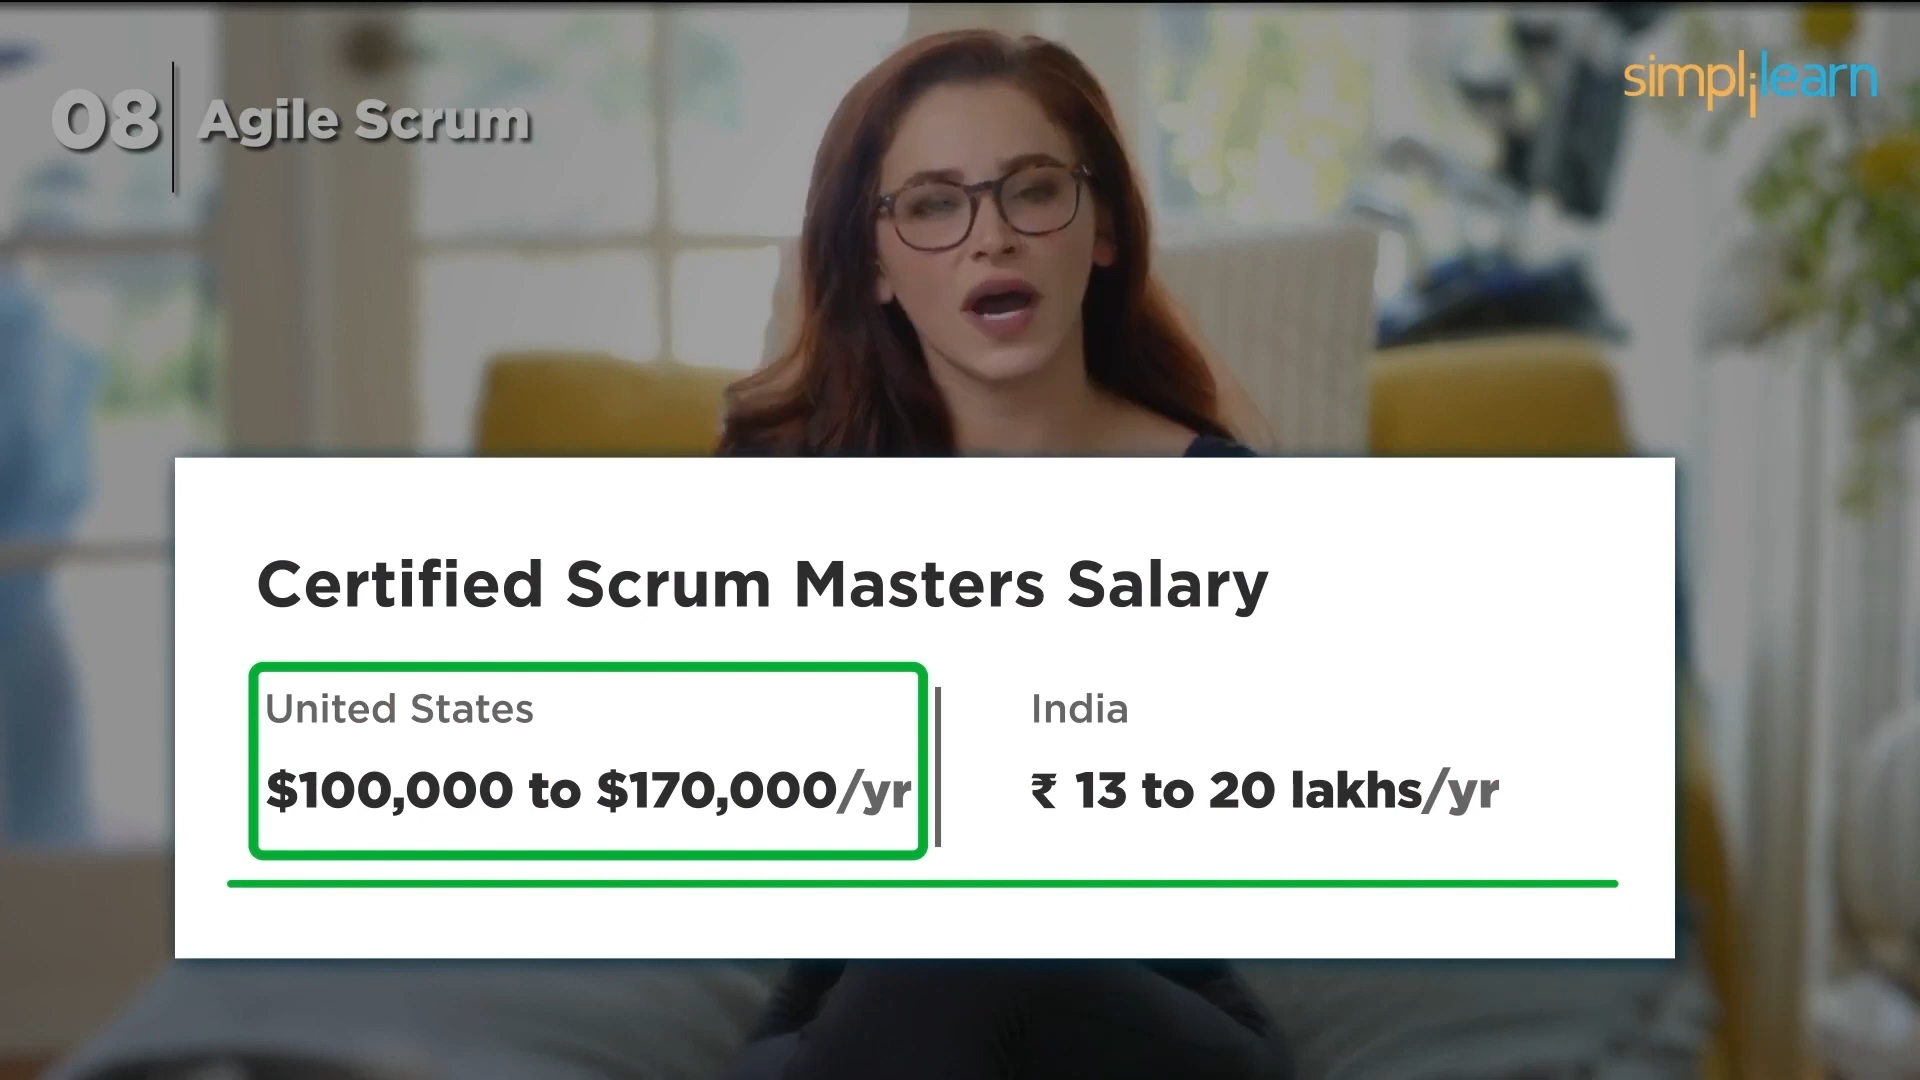 08 Agile Scrum
simplilearn
Certified Scrum Masters Salary
United States
$100,000 to $170,000/yr
India
₹ 13 to 20 lakhs/yr